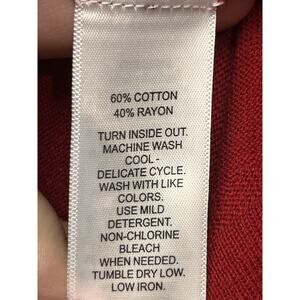 60% COTTON
40% RAYON
TURN INSIDE OUT.
MACHINE WASH
COOL -
DELICATE CYCLE.
WASH WITH LIKE
COLORS.
USE MILD
DETERGENT.
NON-CHLORINE
BLEACH
WHEN NEEDED.
TUMBLE DRY LOW.
LOW IRON.